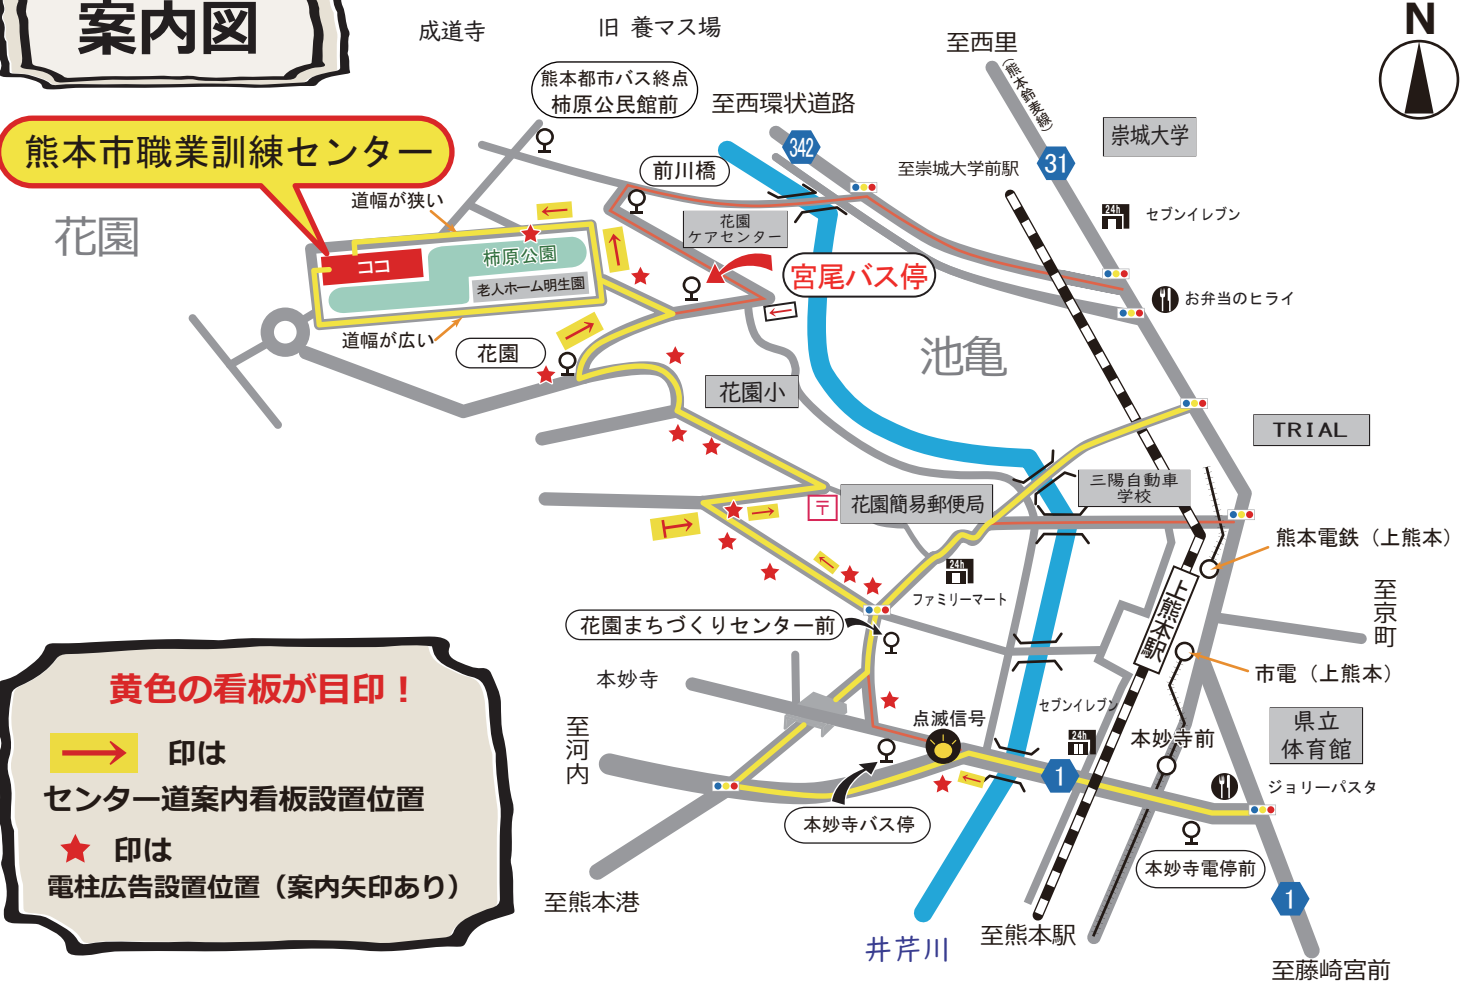 案内図
成道寺
旧 養マス場
至西里
N
熊本都市バス終点
柿原公民館前
至西環状道路
(熊本鈴麦線)
342
31
崇城大学
熊本市職業訓練センター
前川橋
至崇城大学前駅
道幅が狭い
24h
セブンイレブン
花園
花園
ケアセンター
柿原公園
ココ
老人ホーム明生園
宮尾バス停
お弁当のヒライ
道幅が広い
花園
池亀
花園小
TRIAL
三陽自動車
学校
〒
花園簡易郵便局
熊本電鉄(上熊本)
24h
ファミリーマート
至京町
上熊本駅
花園まちづくりセンター前
本妙寺
市電(上熊本)
黄色の看板が目印!
→ 印は
センター道案内看板設置位置
★ 印は
電柱広告設置位置(案内矢印あり)
至河内
点滅信号
セブンイレブン
24h
本妙寺前
県立
体育館
1
ジョリーパスタ
本妙寺バス停
本妙寺電停前
1
至熊本港
井芹川
至熊本駅
至藤崎宮前